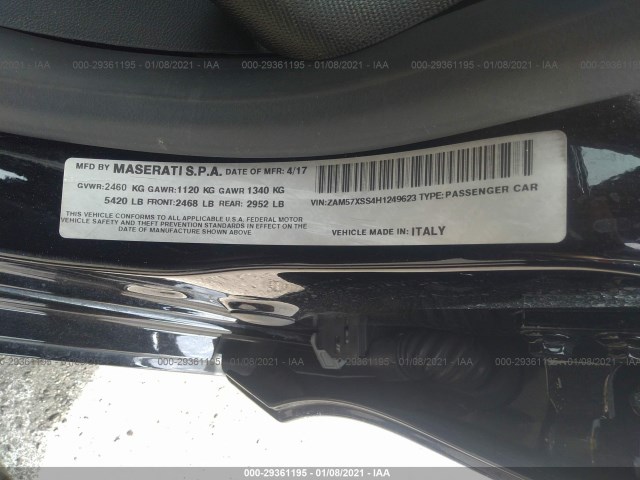 000-29361195 - 01/08/2021 - IAA
MFD BY MASERATI S.P.A. DATE OF MFR: 4/17
GVWR:2460 KG GAWR:1120 KG GAWR 1340 KG
5420 LB FRONT:2468 LB REAR: 2952 LB
THIS VEHICLE CONFORMS TO ALL APPLICABLE U.S.A. FEDERAL MOTOR
VEHICLE SAFETY, BUMPER, AND THEFT PREVENTION STANDARDS IN EFFECT ON THE
DATE OF MANUFACTURE SHOWN ABOVE
VIN:ZAM57XSS4H1249623 TYPE:PASSENGER CAR
VEHICLE MADE IN: ITALY
000-29361195 - 01/08/2021 - IAA